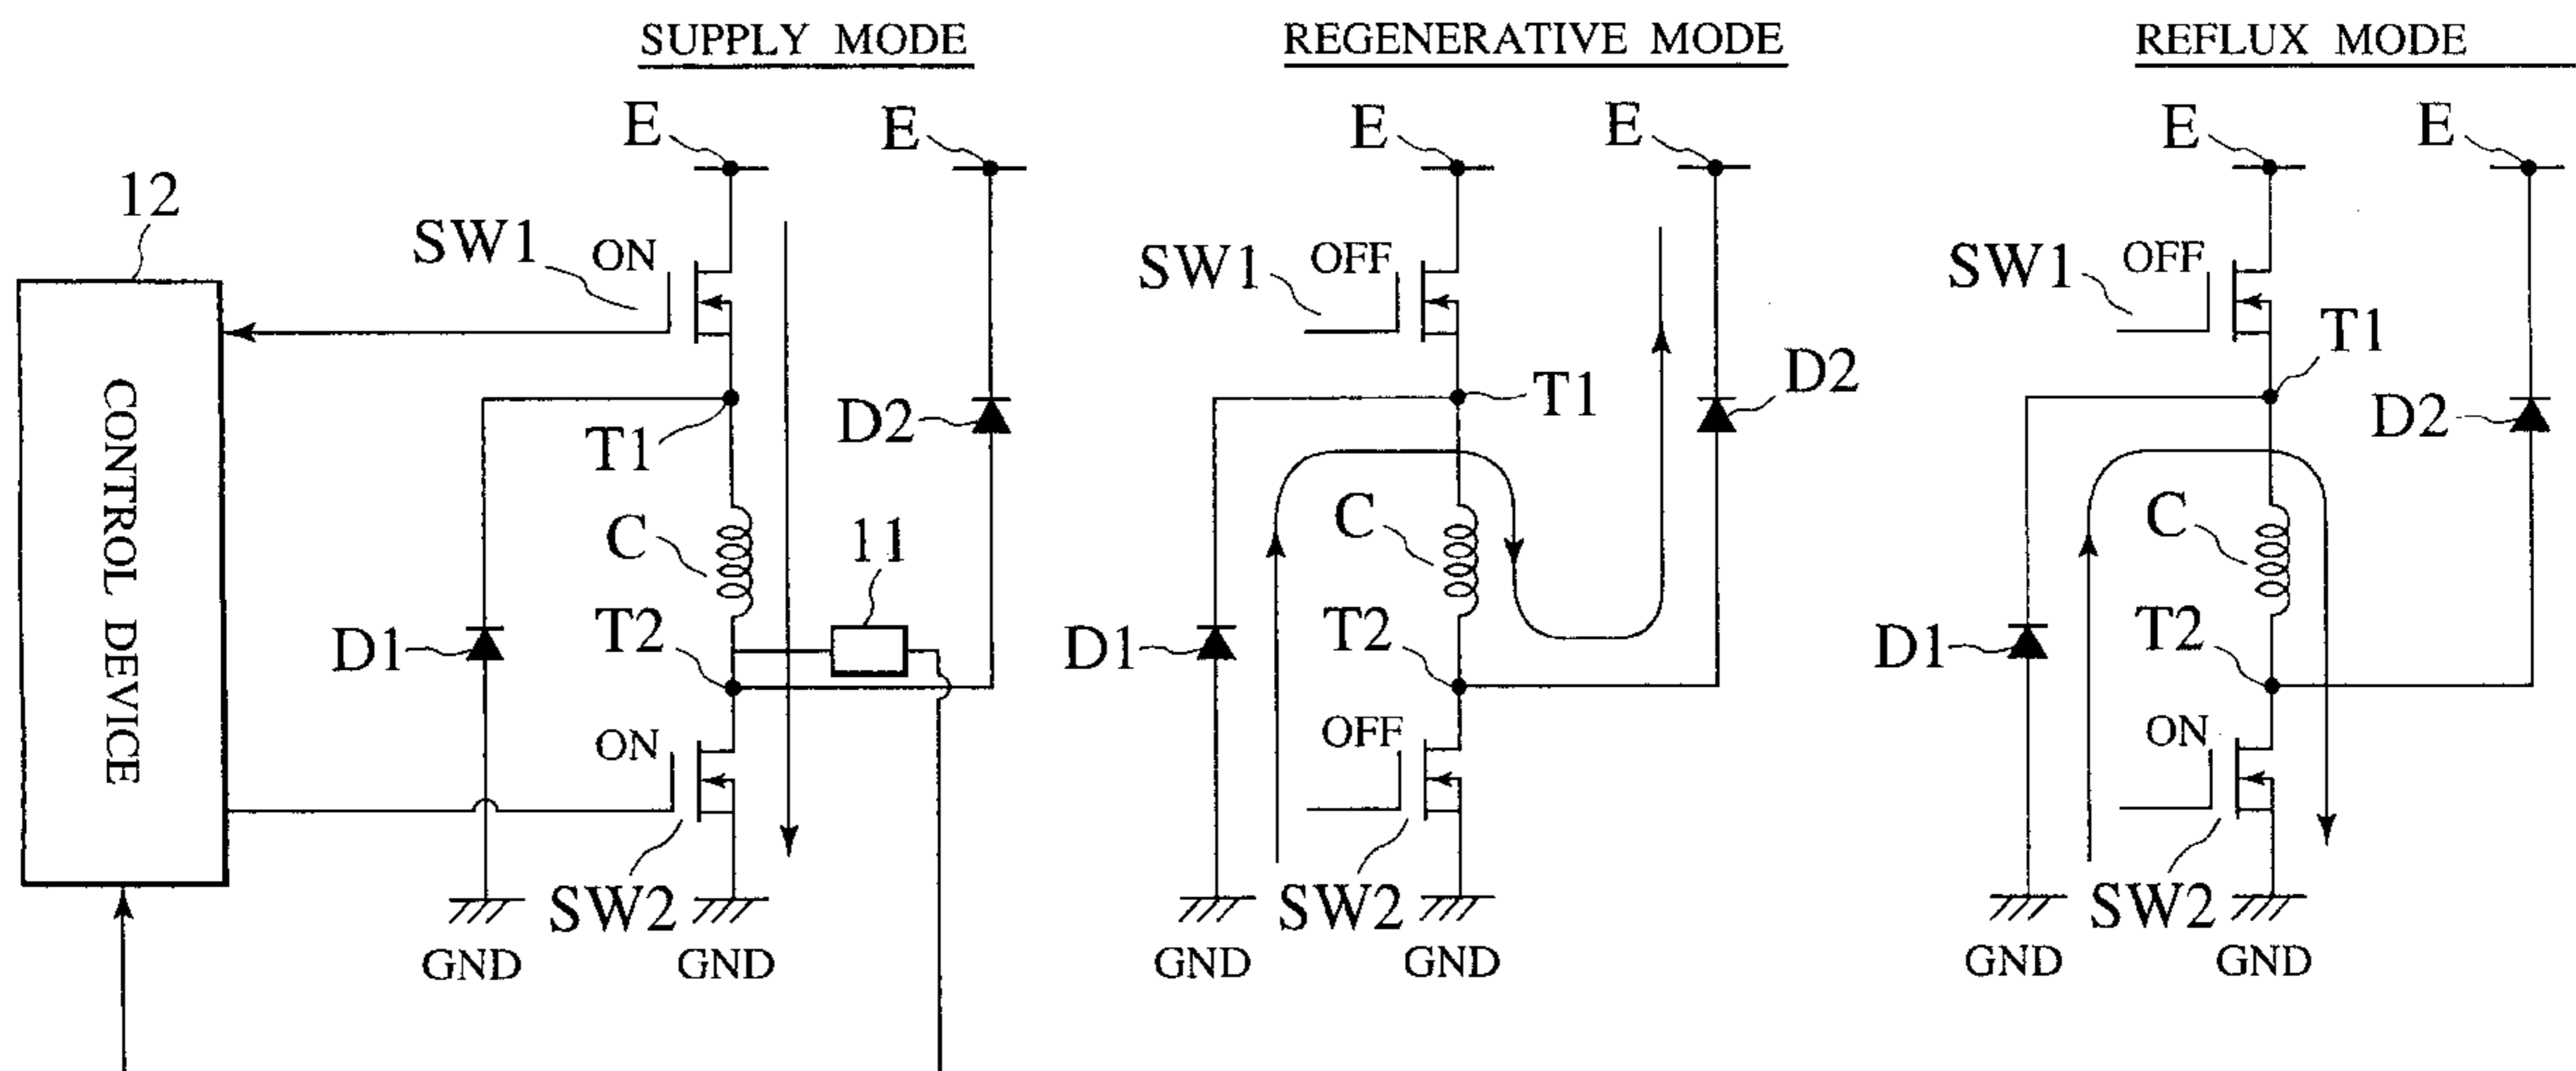 SUPPLY MODE
E
E
12
SW1
ON
CONTROL DEVICE
T1
D2
C
11
T2
D1
ON
SW2
GND
GND
REGENERATIVE MODE
E
E
SW1
OFF
T1
D2
C
T2
D1
OFF
SW2
GND
GND
REFLUX MODE
E
E
SW1
OFF
T1
D2
C
T2
D1
ON
SW2
GND
GND